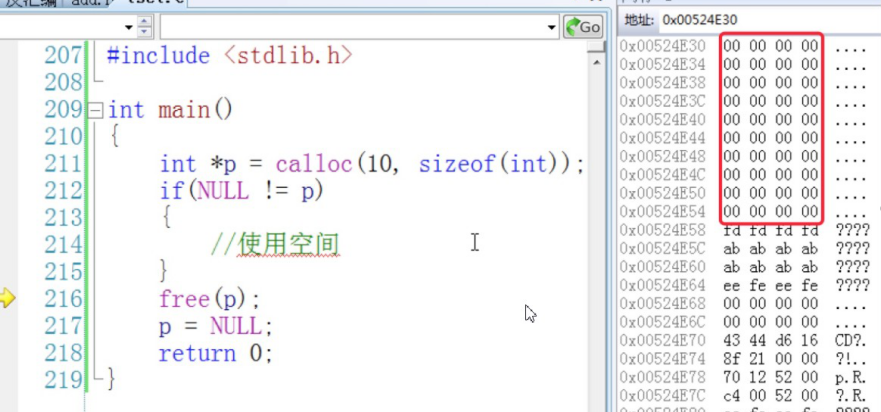 add.
Go
地址: 0x00524E30
207 #include <stdlib.h>
208
209 int main()
210 {
211 int *p = calloc(10, sizeof(int));
212 if(NULL != p)
213 {
214 //使用空间
215 }
216 free(p);
217 p = NULL;
218 return 0;
219 }
0x00524E30 00 00 00 00 ....
0x00524E34 00 00 00 00 ....
0x00524E38 00 00 00 00 ....
0x00524E3C 00 00 00 00 ....
0x00524E40 00 00 00 00 ....
0x00524E44 00 00 00 00 ....
0x00524E48 00 00 00 00 ....
0x00524E4C 00 00 00 00 ....
0x00524E50 00 00 00 00 ....
0x00524E54 00 00 00 00 ....
0x00524E58 fd fd fd fd ????
0x00524E5C ab ab ab ab ????
0x00524E60 ab ab ab ab ????
0x00524E64 ee fe ee fe ????
0x00524E68 00 00 00 00 ....
0x00524E6C 00 00 00 00 ....
0x00524E70 43 44 d6 16 CD?.
0x00524E74 8f 21 00 00 ?!..
0x00524E78 70 12 52 00 p.R.
0x00524E7C c4 00 52 00 ?.R.